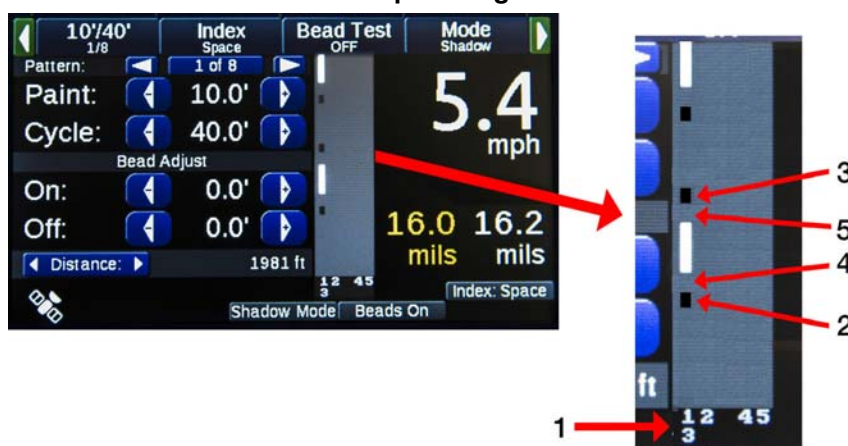 10'/40'
1/8
Index
Space
Bead Test
OFF
Mode
Shadow
Pattern: 1 of 8
Paint: - 10.0' +
Cycle: - 40.0' +
Bead Adjust
On: - 0.0' +
Off: - 0.0' +
Distance: 1981 ft
5.4
mph
16.0 16.2
mils mils
12 45
3
Index: Space
Shadow Mode Beads On
3
5
4
2
ft
1
12 45
3